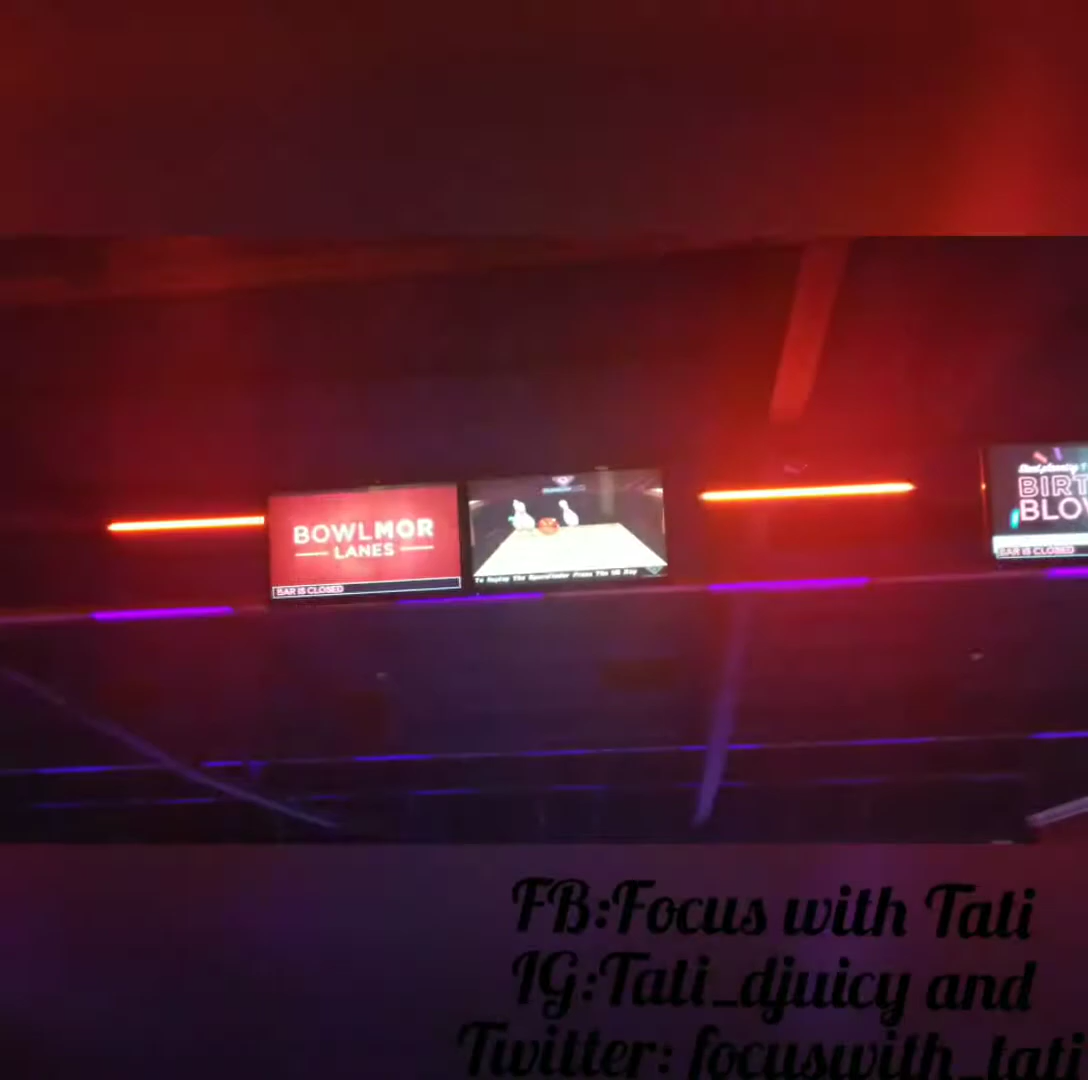 BOWLMOR
LANES
BAR IS CLOSED
BIRT
BLOW
BAR IS CLOSED
FB:Focus with Tati
IG:Tati_djuicy and
Twitter: focuswith_tati